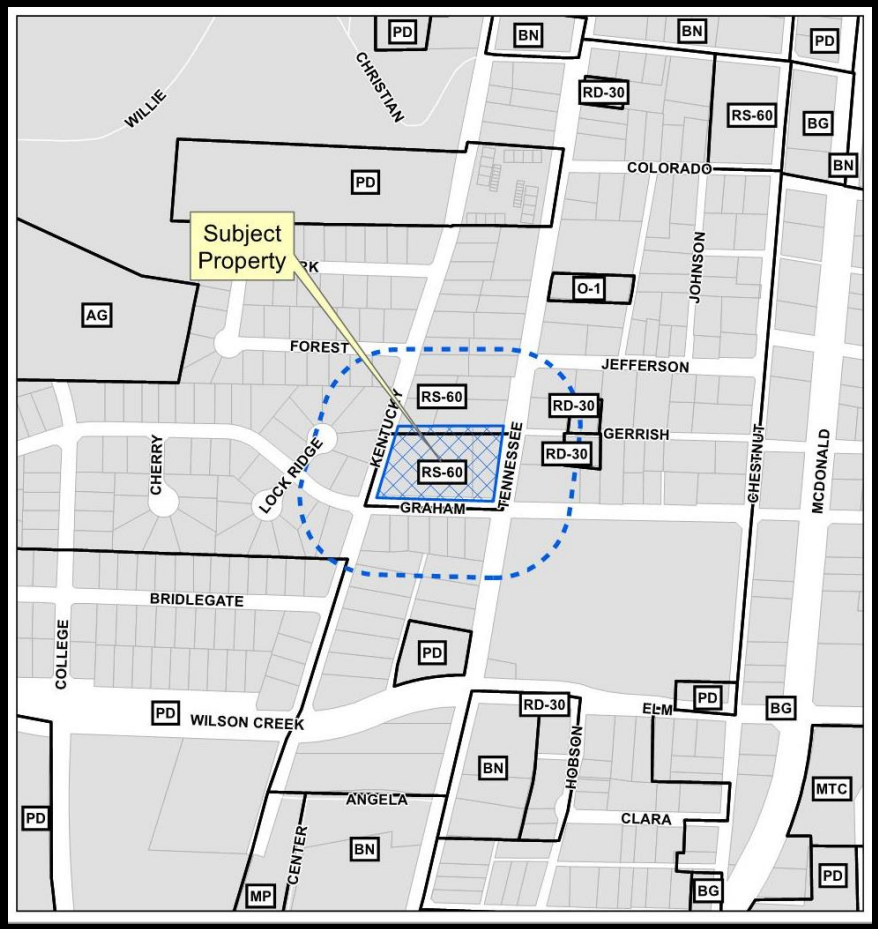 PD
BN
BN
PD
CHRISTIAN
WILLIE
RD-30
RS-60
BG
BN
COLORADO
PD
Subject
Property
RK
JOHNSON
O-1
AG
FOREST
JEFFERSON
RS-60
RD-30
KENTUCKY
GERRISH
TENNESSEE
RD-30
CHERRY
LOCK RIDGE
RS-60
CHESTNUT
MCDONALD
GRAHAM
BRIDLEGATE
COLLEGE
PD
PD
RD-30
ELM
BG
PD
WILSON CREEK
HOBSON
BN
MTC
ANGELA
PD
CLARA
CENTER
BN
PD
MP
BG